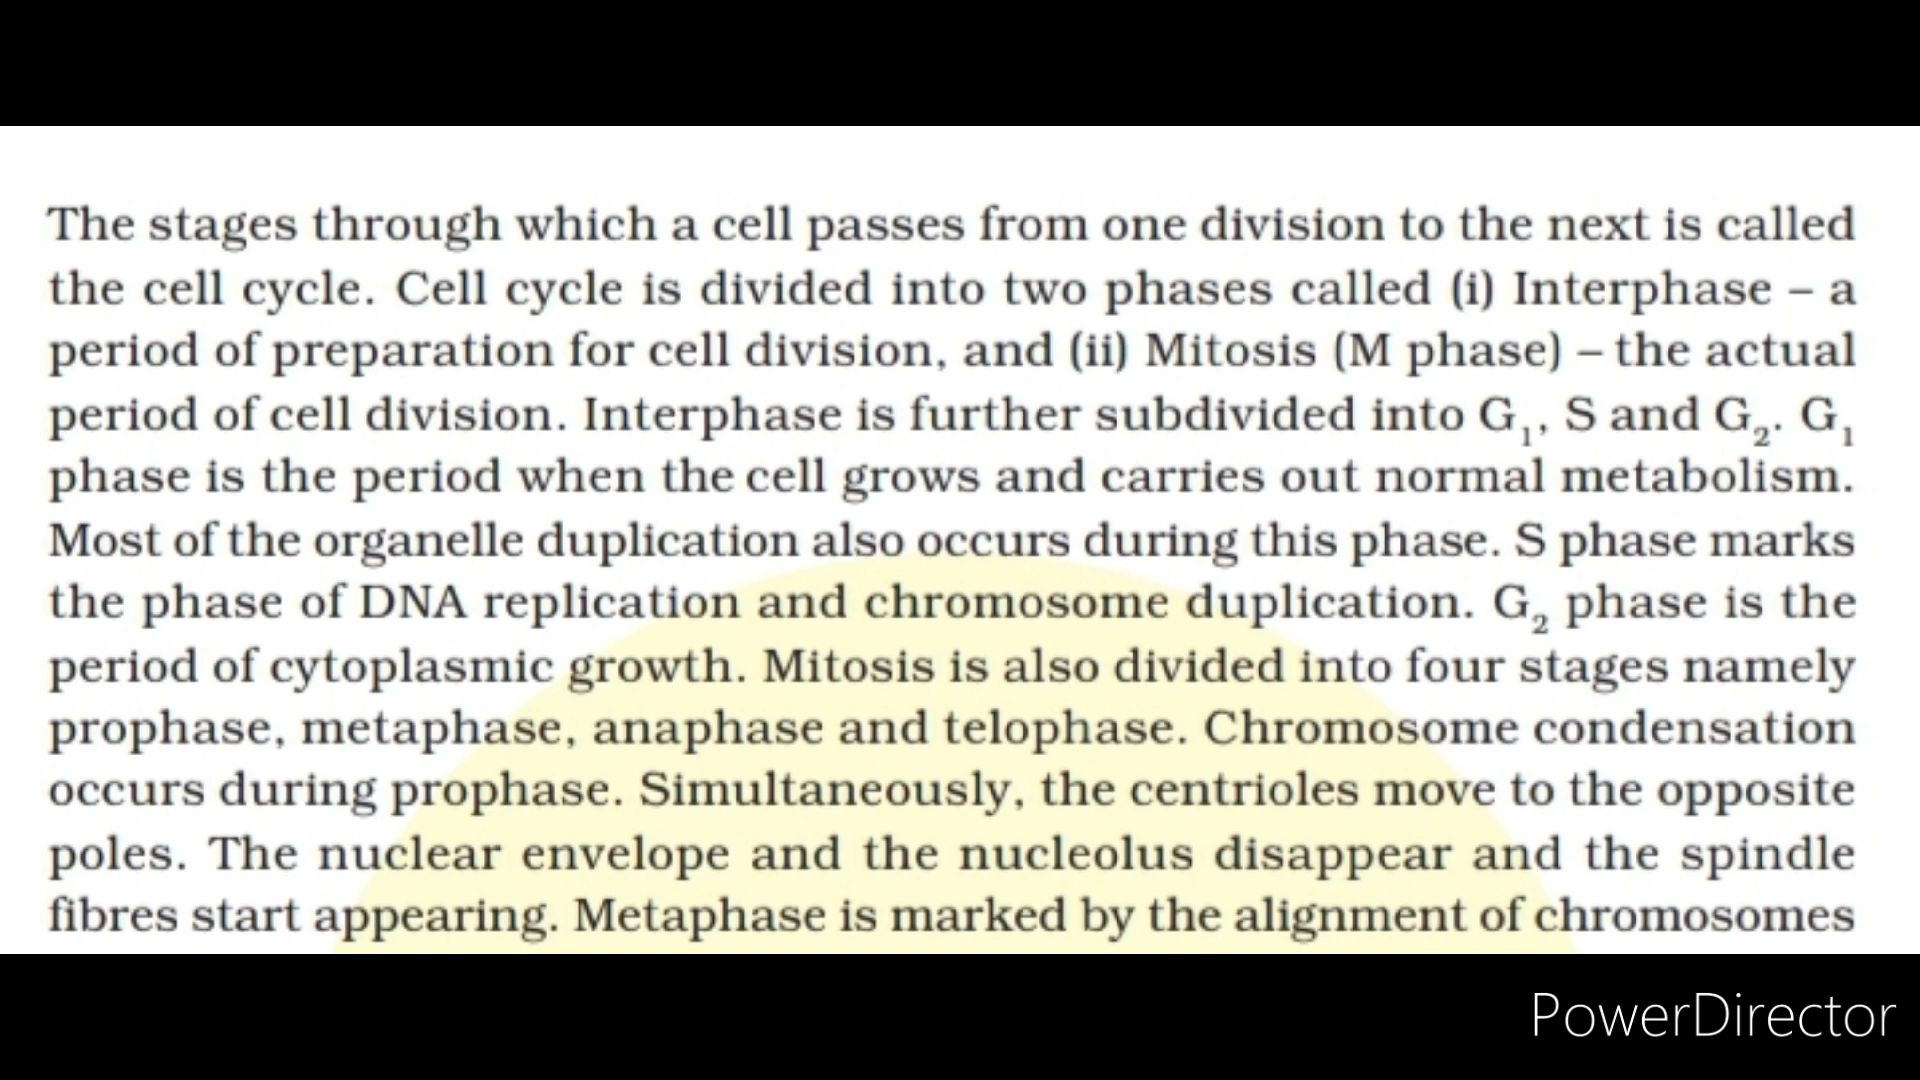 The stages through which a cell passes from one division to the next is called
the cell cycle. Cell cycle is divided into two phases called (i) Interphase – a
period of preparation for cell division, and (ii) Mitosis (M phase) – the actual
period of cell division. Interphase is further subdivided into G₁, S and G₂. G₁
phase is the period when the cell grows and carries out normal metabolism.
Most of the organelle duplication also occurs during this phase. S phase marks
the phase of DNA replication and chromosome duplication. G₂ phase is the
period of cytoplasmic growth. Mitosis is also divided into four stages namely
prophase, metaphase, anaphase and telophase. Chromosome condensation
occurs during prophase. Simultaneously, the centrioles move to the opposite
poles. The nuclear envelope and the nucleolus disappear and the spindle
fibres start appearing. Metaphase is marked by the alignment of chromosomes
PowerDirector